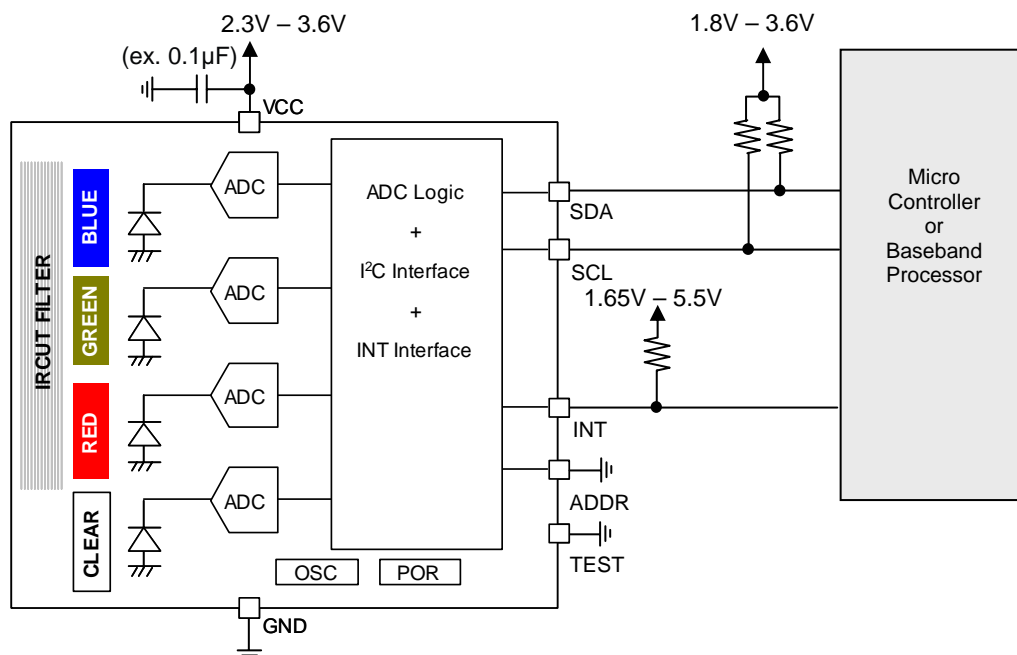 2.3V – 3.6V
(ex. 0.1µF)
VCC
1.8V – 3.6V
IRCUT FILTER
BLUE
GREEN
RED
CLEAR
ADC
ADC
ADC
ADC
ADC Logic
+
I²C Interface
+
INT Interface
OSC
POR
GND
SDA
SCL
1.65V – 5.5V
INT
ADDR
TEST
Micro
Controller
or
Baseband
Processor